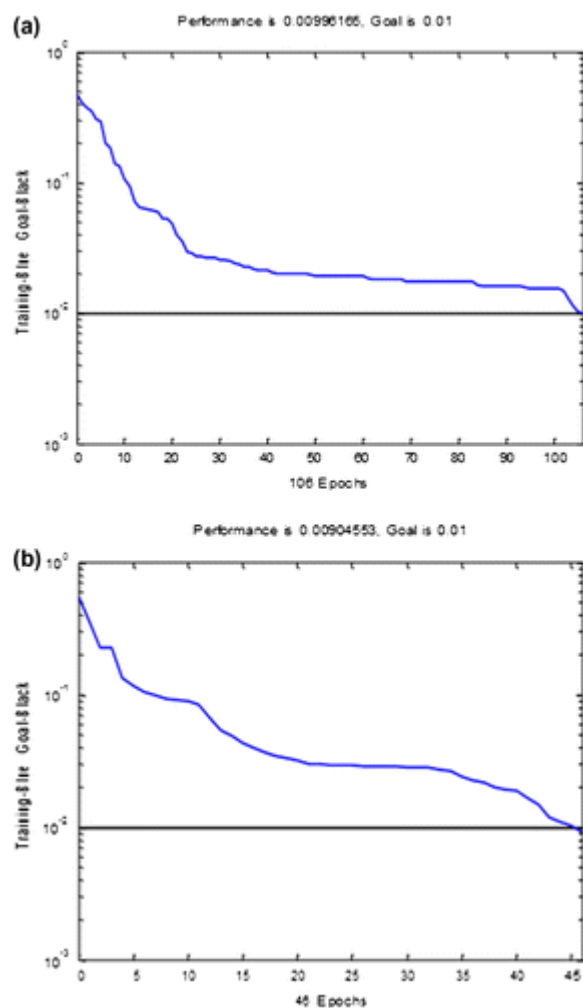 (a)
Performance is 0.00996165, Goal is 0.01
10^0
10^-1
10^-2
10^-3
Training-Blue Goal-Black
0 10 20 30 40 50 60 70 80 90 100
106 Epochs
(b)
Performance is 0.00904553, Goal is 0.01
10^0
10^-1
10^-2
10^-3
Training-Blue Goal-Black
0 5 10 15 20 25 30 35 40 45
46 Epochs